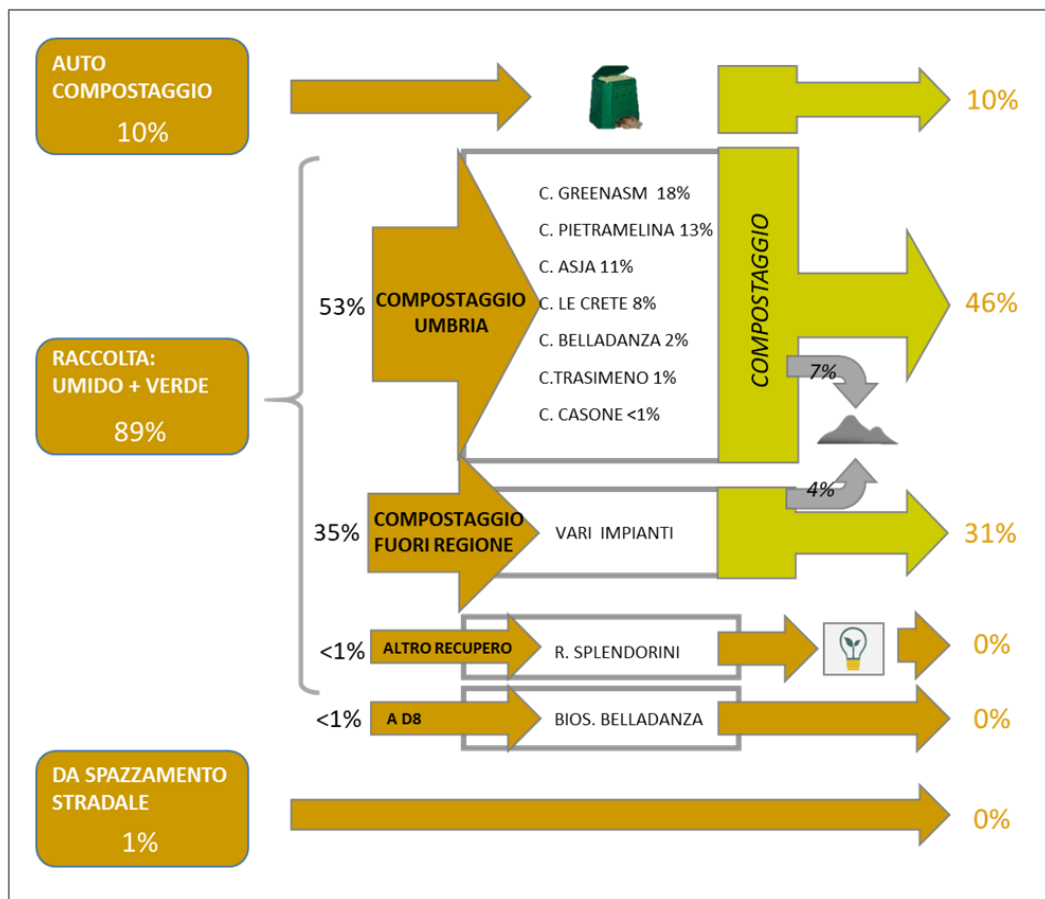 AUTO
COMPOSTAGGIO
10%
10%
C. GREENASM 18%
C. PIETRAMELINA 13%
C. ASJA 11%
C. LE CRETE 8%
C. BELLADANZA 2%
C.TRASIMENO 1%
C. CASONE <1%
53%
COMPOSTAGGIO
UMBRIA
COMPOSTAGGIO
46%
7%
RACCOLTA:
UMIDO + VERDE
89%
4%
35%
COMPOSTAGGIO
FUORI REGIONE
VARI IMPIANTI
31%
<1%
ALTRO RECUPERO
R. SPLENDORINI
0%
<1%
A D8
BIOS. BELLADANZA
0%
DA SPAZZAMENTO
STRADALE
1%
0%